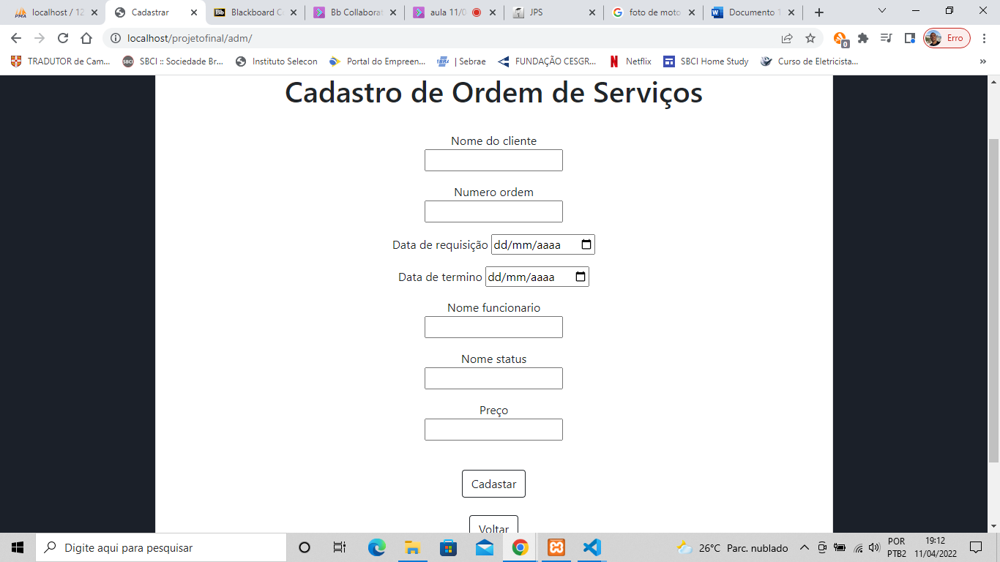 localhost / 12
Cadastrar
Blackboard C
Bb Collaborat
aula 11/0
JPS
foto de moto
Documento 1
localhost/projetofinal/adm/
0
Erro
TRADUTOR de Cam...
SBCI :: Sociedade Br...
Instituto Selecon
Portal do Empreen...
| Sebrae
FUNDAÇÃO CESGR...
Netflix
SBCI Home Study
Curso de Eletricista...
»
Cadastro de Ordem de Serviços
Nome do cliente
Numero ordem
Data de requisição dd/mm/aaaa
Data de termino dd/mm/aaaa
Nome funcionario
Nome status
Preço
Cadastar
Voltar
Digite aqui para pesquisar
26°C Parc. nublado
POR
PTB2
19:12
11/04/2022